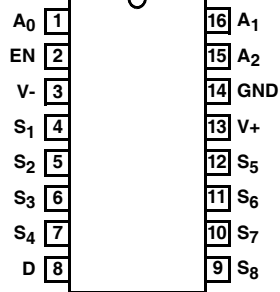 A0 1 16 A1
EN 2 15 A2
V- 3 14 GND
S1 4 13 V+
S2 5 12 S5
S3 6 11 S6
S4 7 10 S7
D 8 9 S8